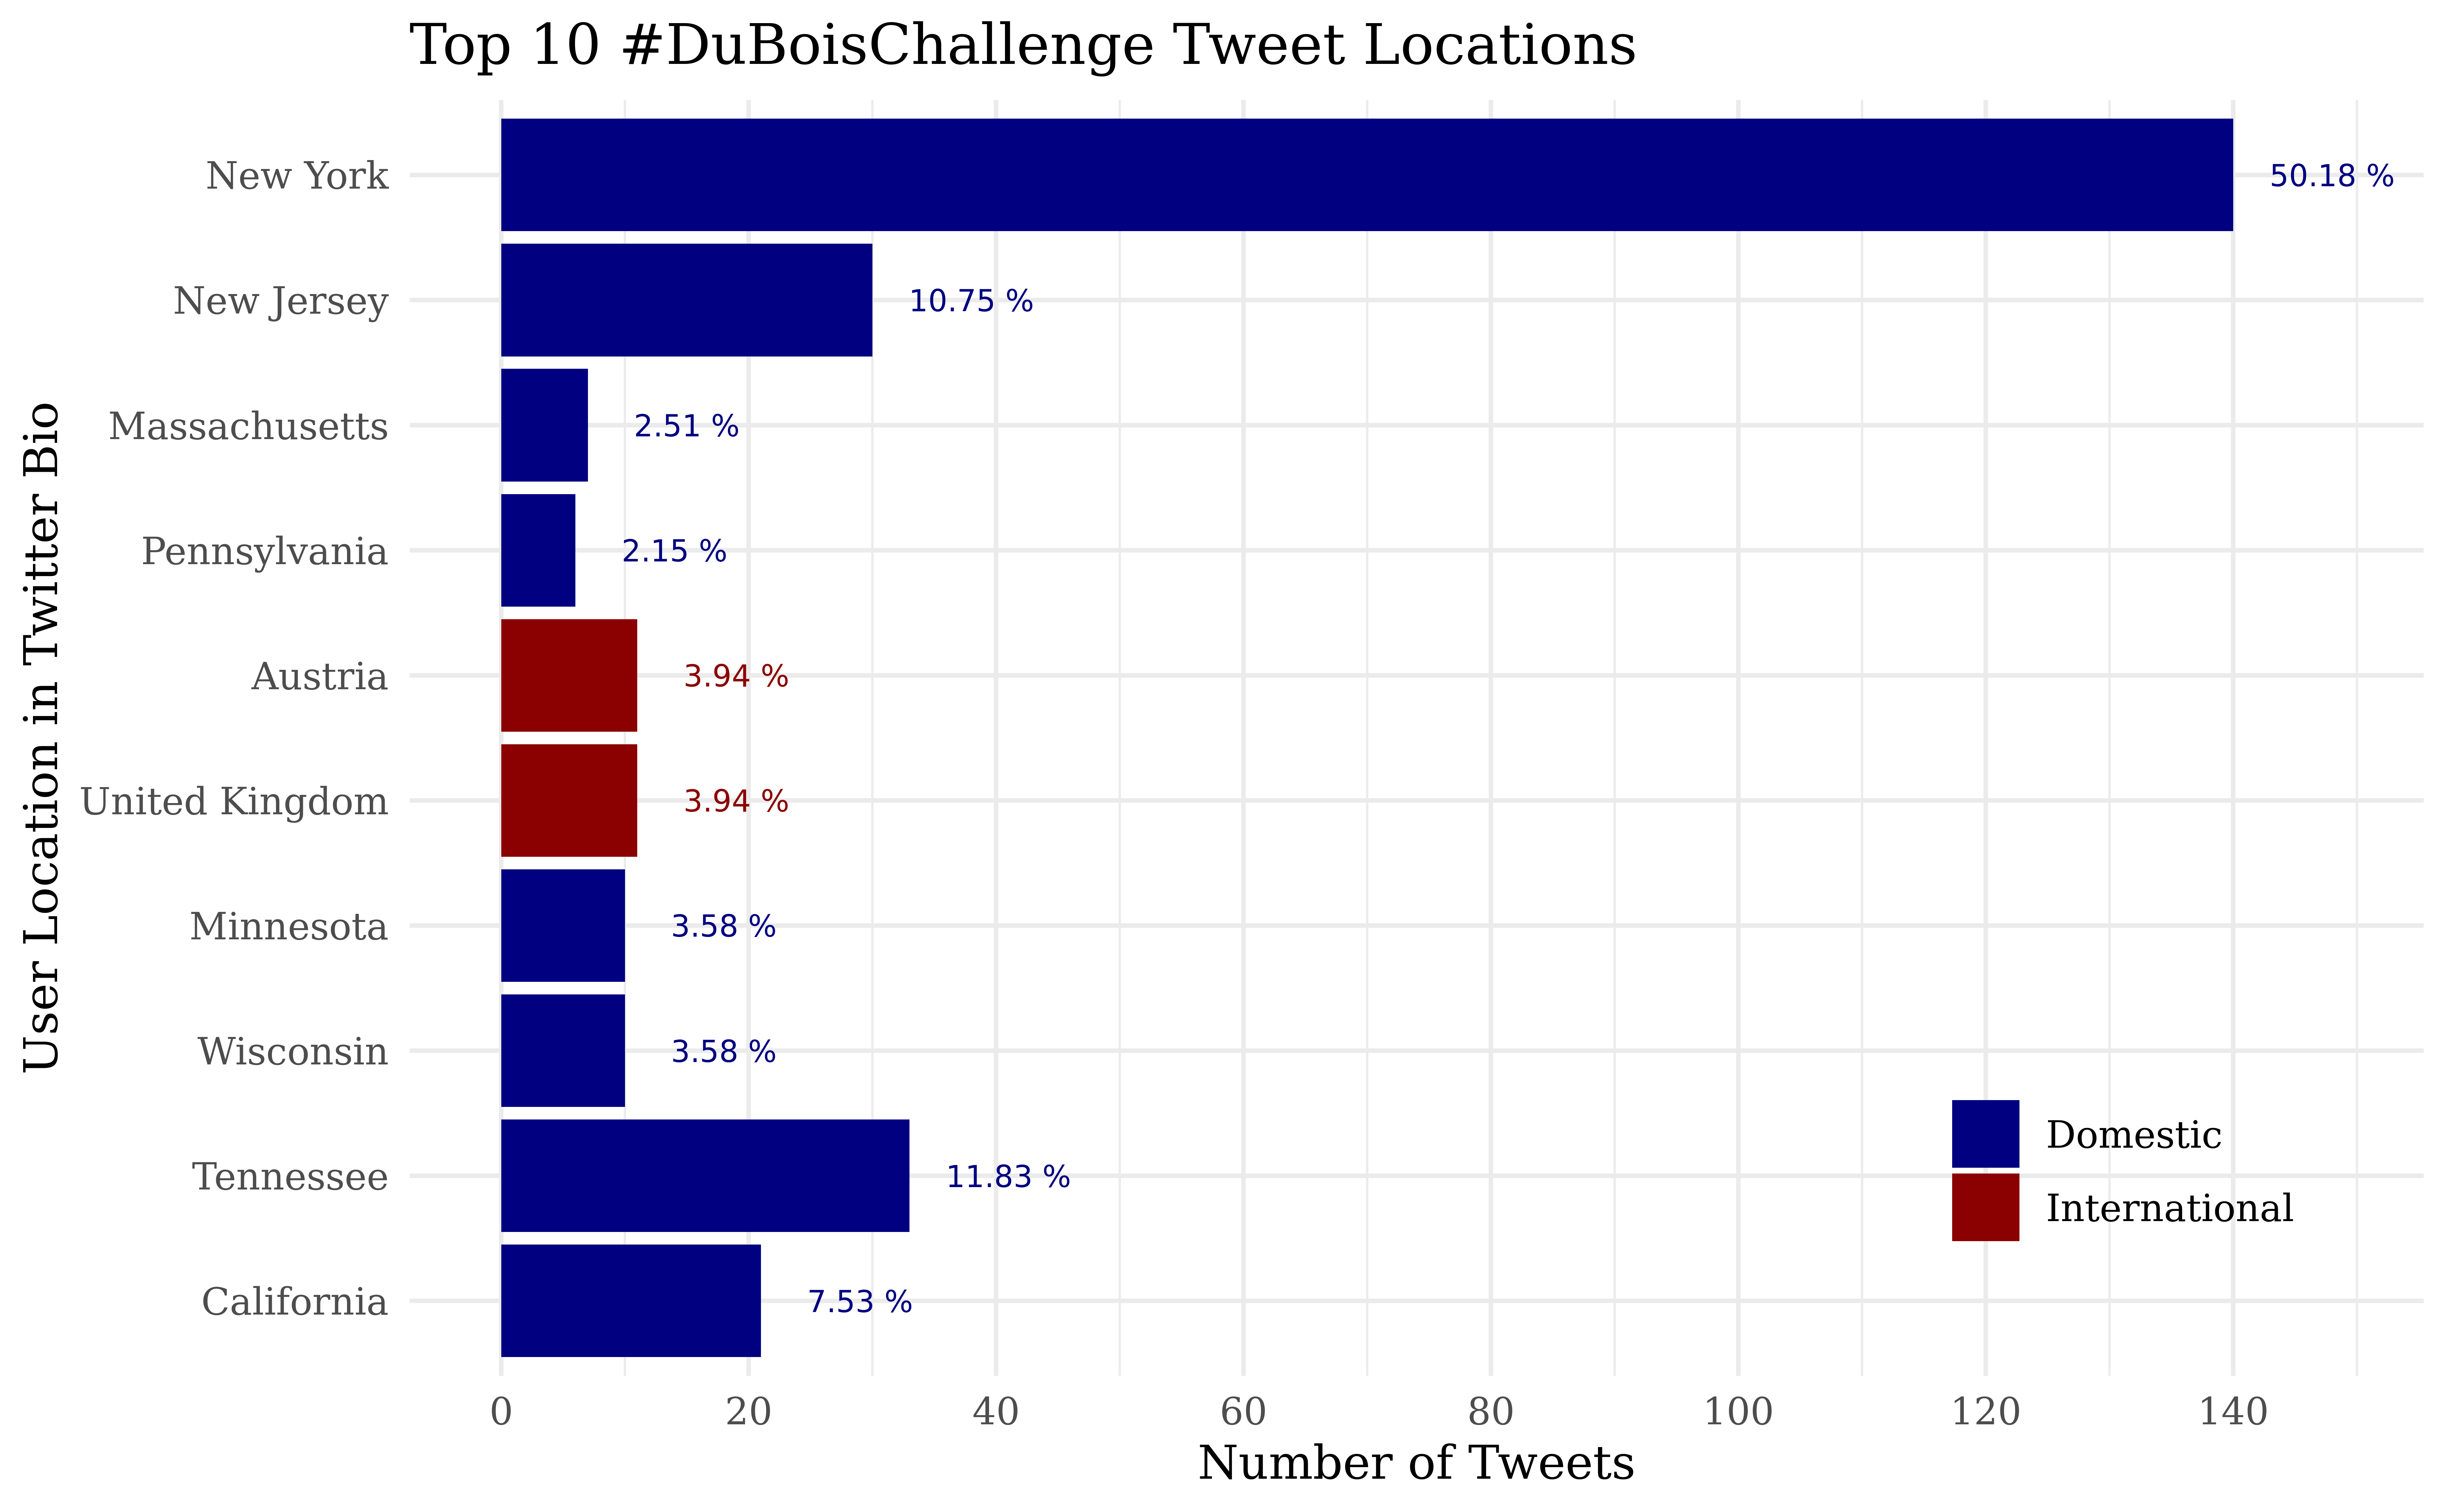 Top 10 #DuBoisChallenge Tweet Locations
User Location in Twitter Bio
New York
50.18 %
New Jersey
10.75 %
Massachusetts
2.51 %
Pennsylvania
2.15 %
Austria
3.94 %
United Kingdom
3.94 %
Minnesota
3.58 %
Wisconsin
3.58 %
Tennessee
11.83 %
California
7.53 %
Domestic
International
0 20 40 60 80 100 120 140
Number of Tweets